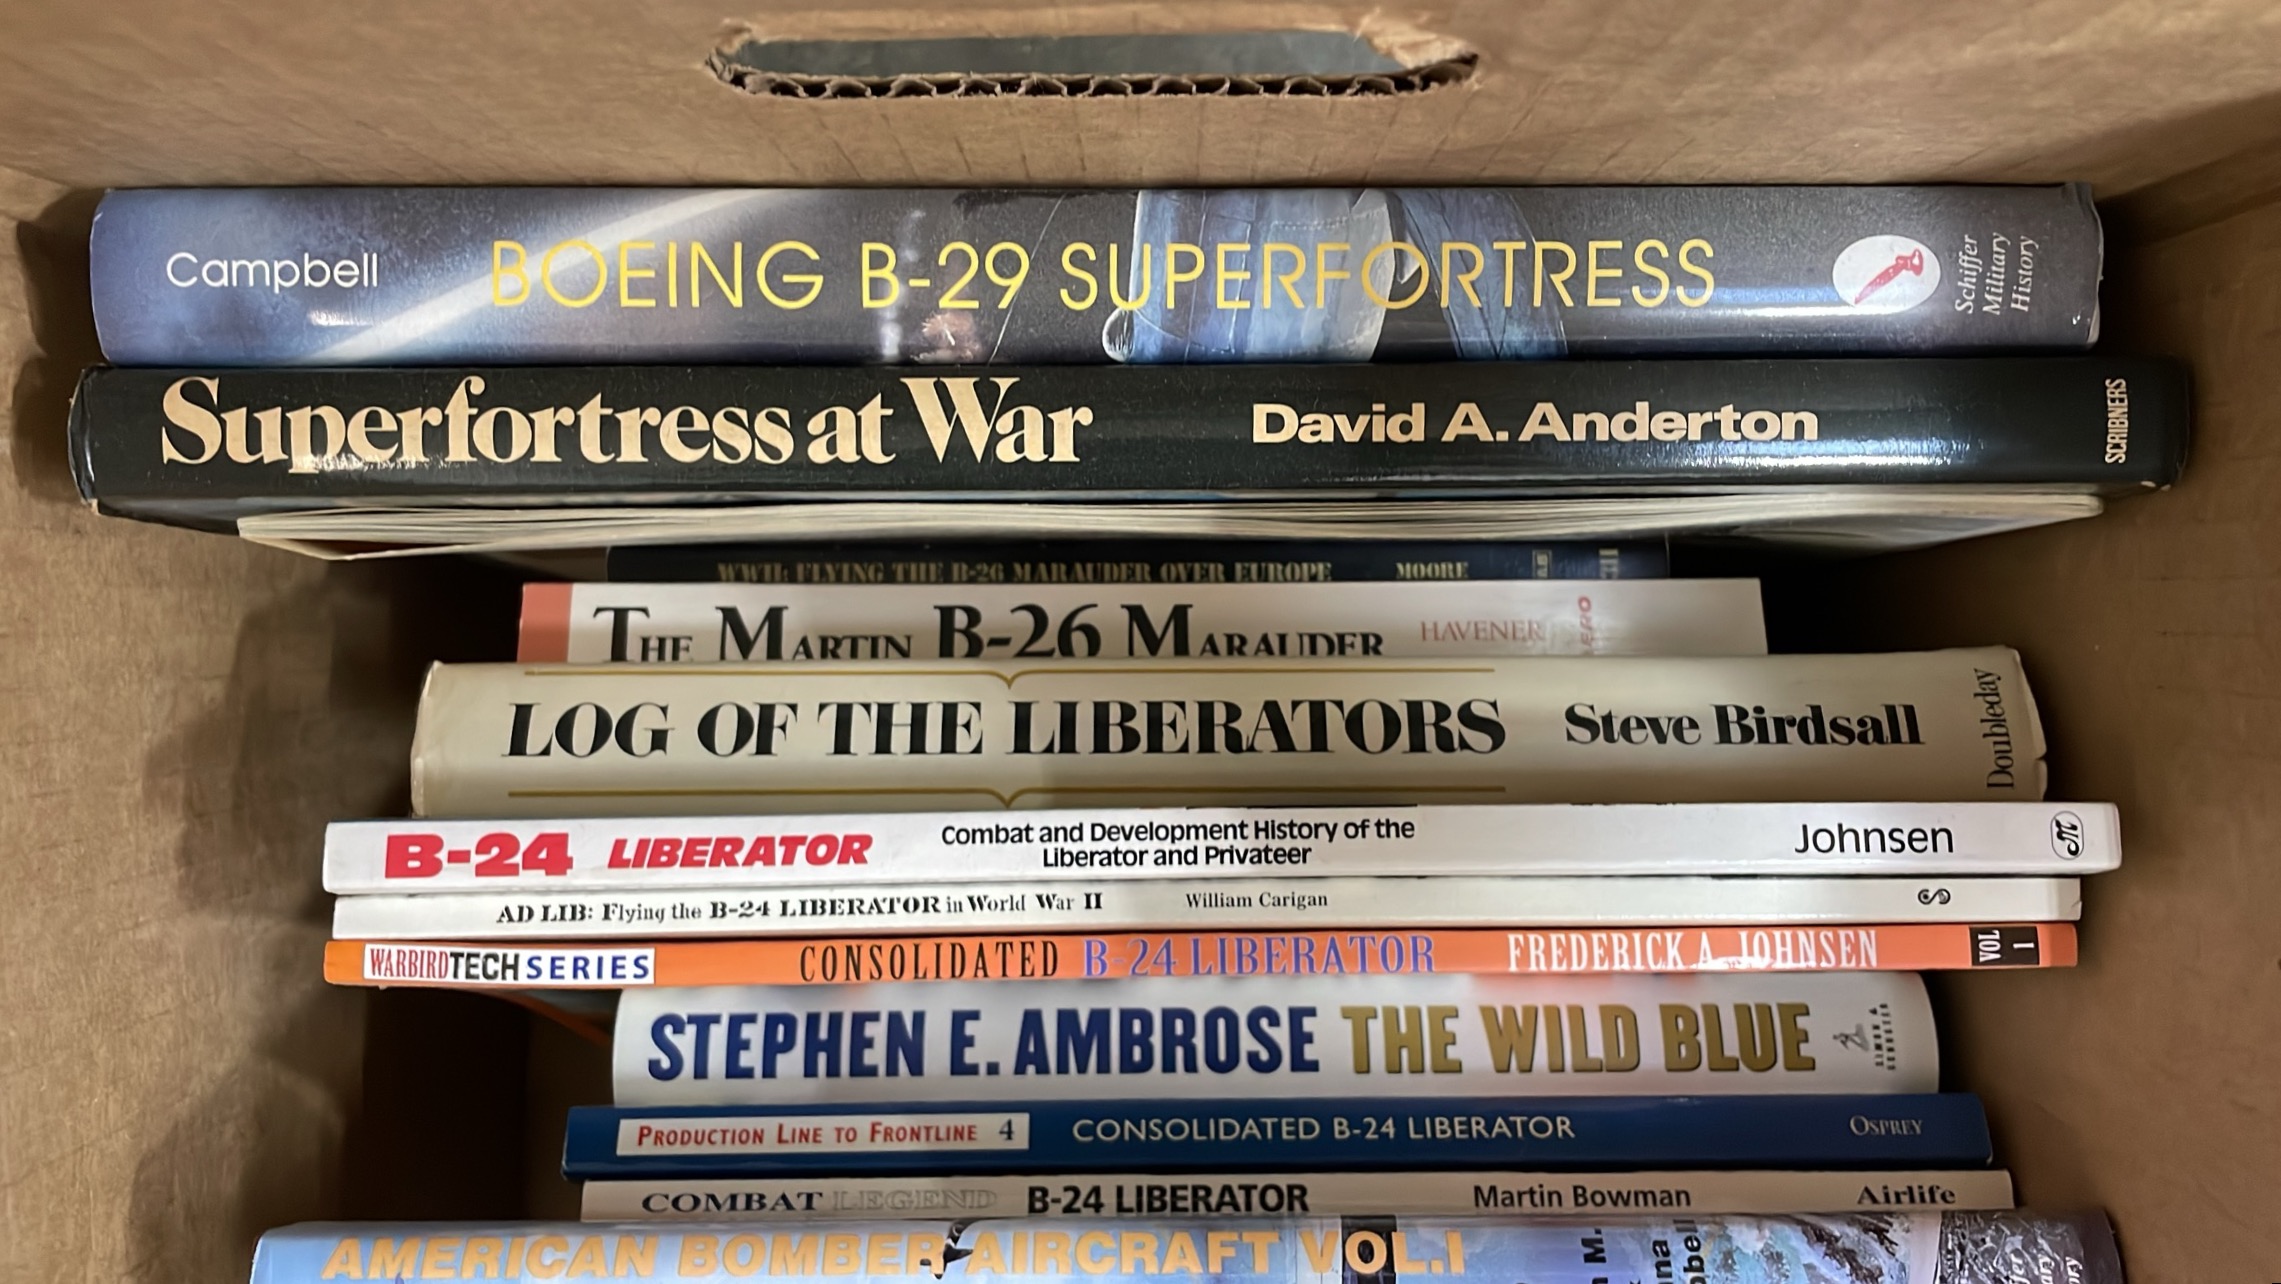 Campbell BOEING B-29 SUPERFORTRESS Schiffer Military History
Superfortress at War David A. Anderton SCRIBNERS
WWII: FLYING THE B-26 MARAUDER OVER EUROPE MOORE
THE MARTIN B-26 MARAUDER HAVENER AERO
LOG OF THE LIBERATORS Steve Birdsall Doubleday
B-24 LIBERATOR Combat and Development History of the
Liberator and Privateer Johnsen
AD LIB: Flying the B-24 LIBERATOR in World War II William Carigan
WARBIRDTECH SERIES CONSOLIDATED B-24 LIBERATOR FREDERICK A. JOHNSEN VOL 1
STEPHEN E. AMBROSE THE WILD BLUE SIMON & SCHUSTER
PRODUCTION LINE TO FRONTLINE 4 CONSOLIDATED B-24 LIBERATOR OSPREY
COMBAT LEGEND B-24 LIBERATOR Martin Bowman Airlife
AMERICAN BOMBER AIRCRAFT VOL.I